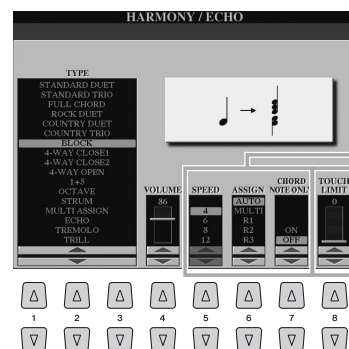 HARMONY / ECHO
TYPE
STANDARD DUET
STANDARD TRIO
FULL CHORD
ROCK DUET
COUNTRY DUET
COUNTRY TRIO
BLOCK
4-WAY CLOSE1
4-WAY CLOSE2
4-WAY OPEN
1+5
OCTAVE
STRUM
MULTI ASSIGN
ECHO
TREMOLO
TRILL
VOLUME
86
SPEED
4
6
8
12
ASSIGN
AUTO
MULTI
R1
R2
R3
CHORD
NOTE ONLY
ON
OFF
TOUCH
LIMIT
0
1 2 3 4 5 6 7 8